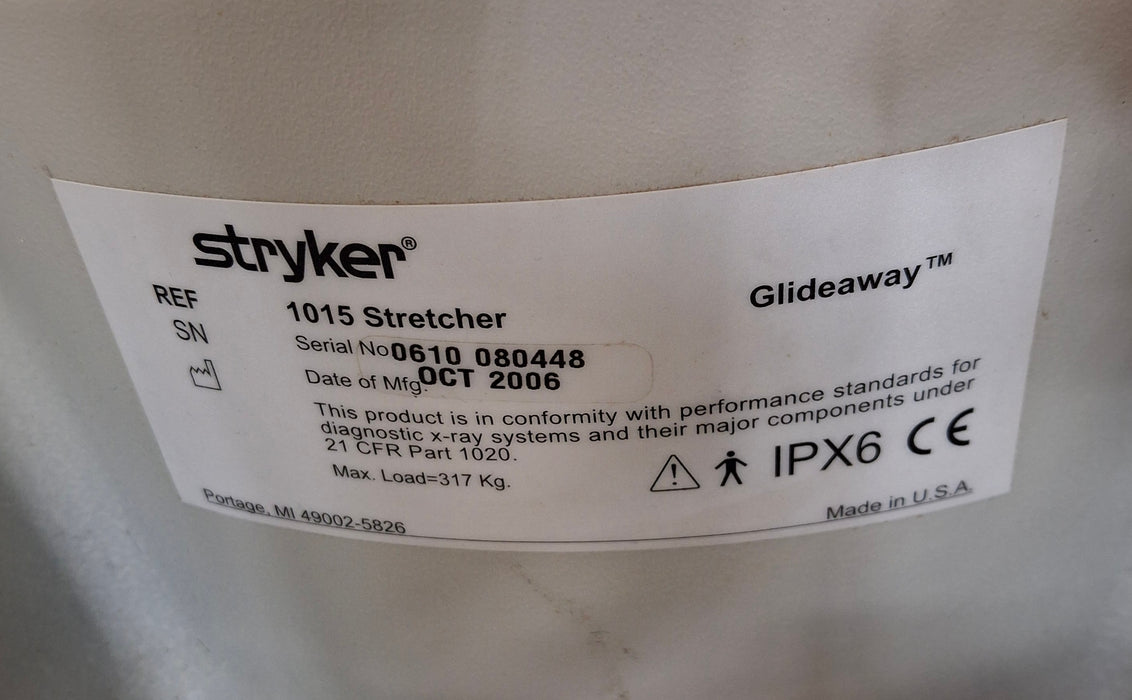 stryker®
Glideaway™
REF 1015 Stretcher
SN Serial No 0610 080448
Date of Mfg. OCT 2006
This product is in conformity with performance standards for
diagnostic x-ray systems and their major components under
21 CFR Part 1020.
Max. Load=317 Kg.
IPX6 CE
Portage, MI 49002-5826
Made in U.S.A.